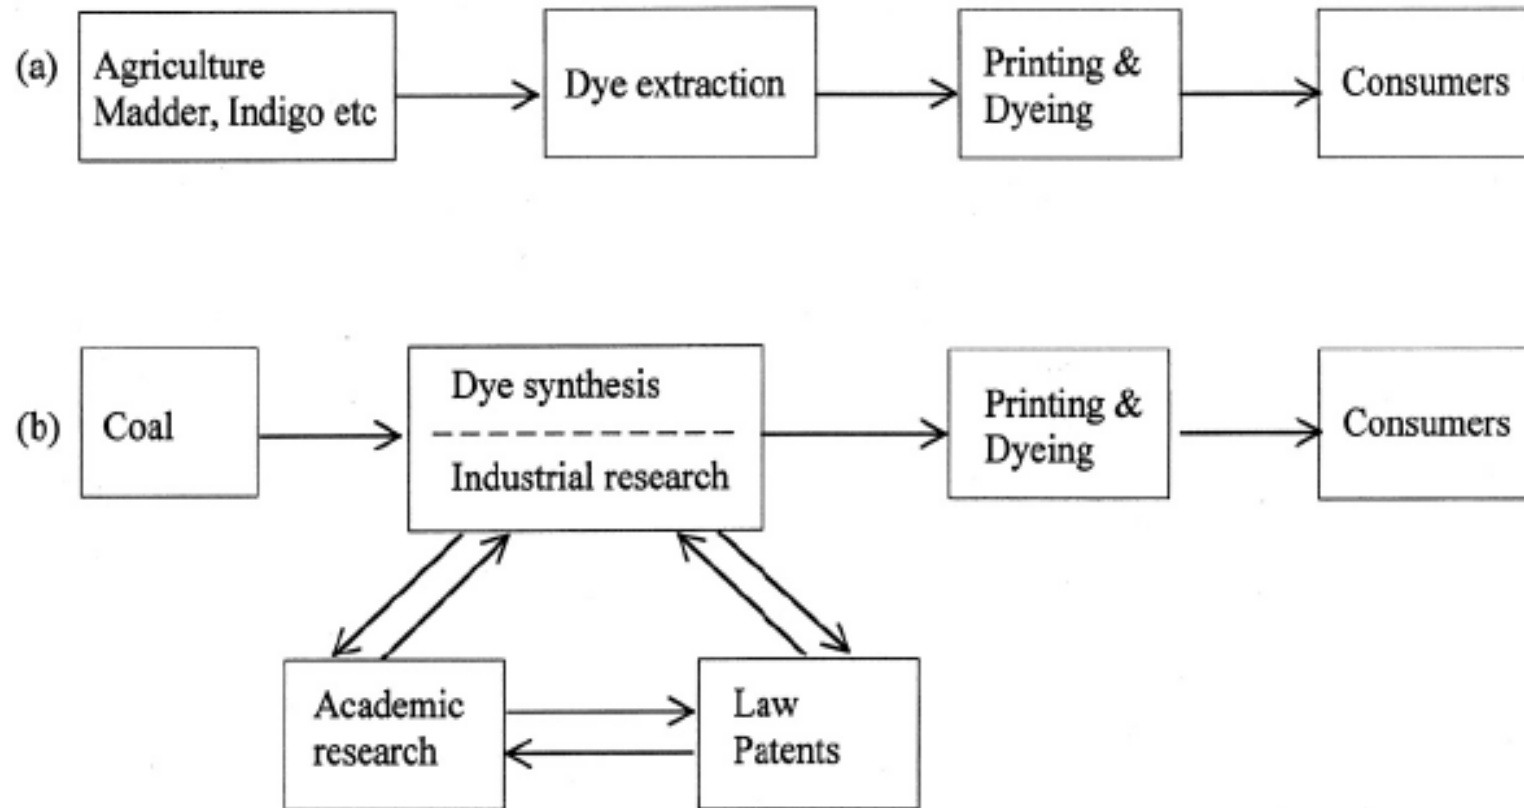 (a)
Agriculture
Madder, Indigo etc
Dye extraction
Printing &
Dyeing
Consumers
(b)
Coal
Dye synthesis
Industrial research
Printing &
Dyeing
Consumers
Academic
research
Law
Patents